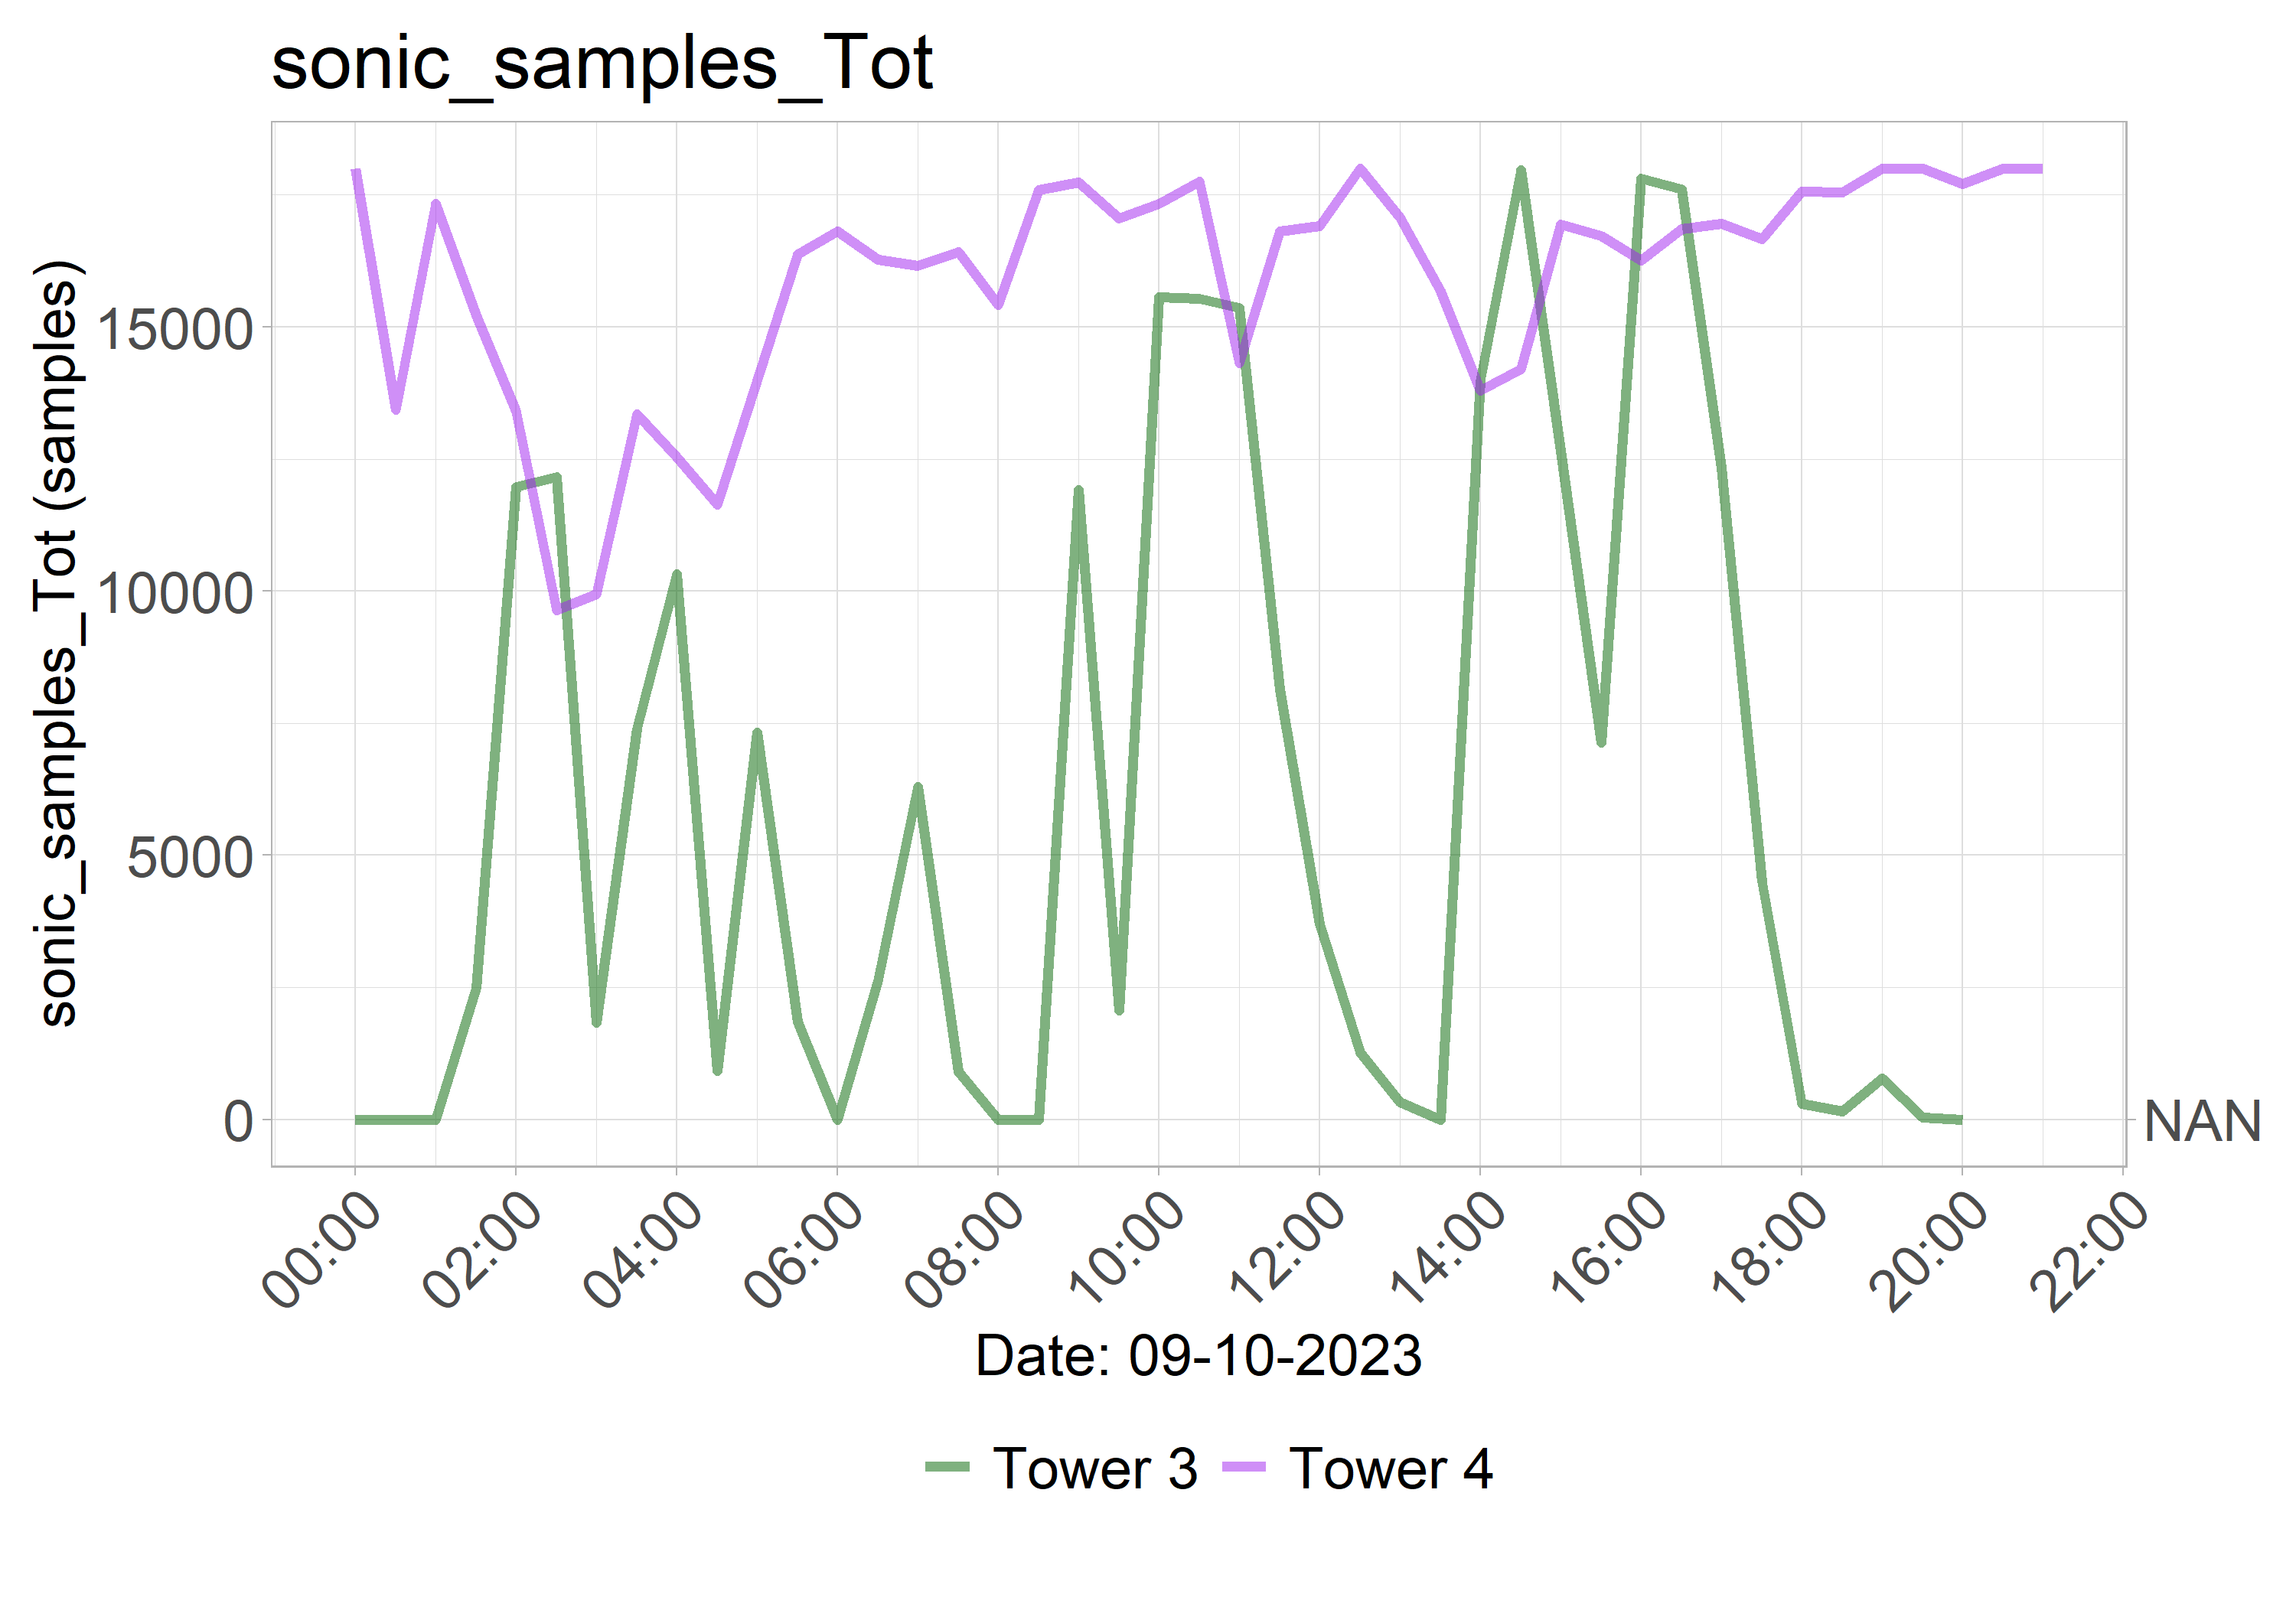 sonic_samples_Tot
sonic_samples_Tot (samples)
15000
10000
5000
0
NAN
00:00
02:00
04:00
06:00
08:00
10:00
12:00
14:00
16:00
18:00
20:00
22:00
Date: 09-10-2023
Tower 3
Tower 4